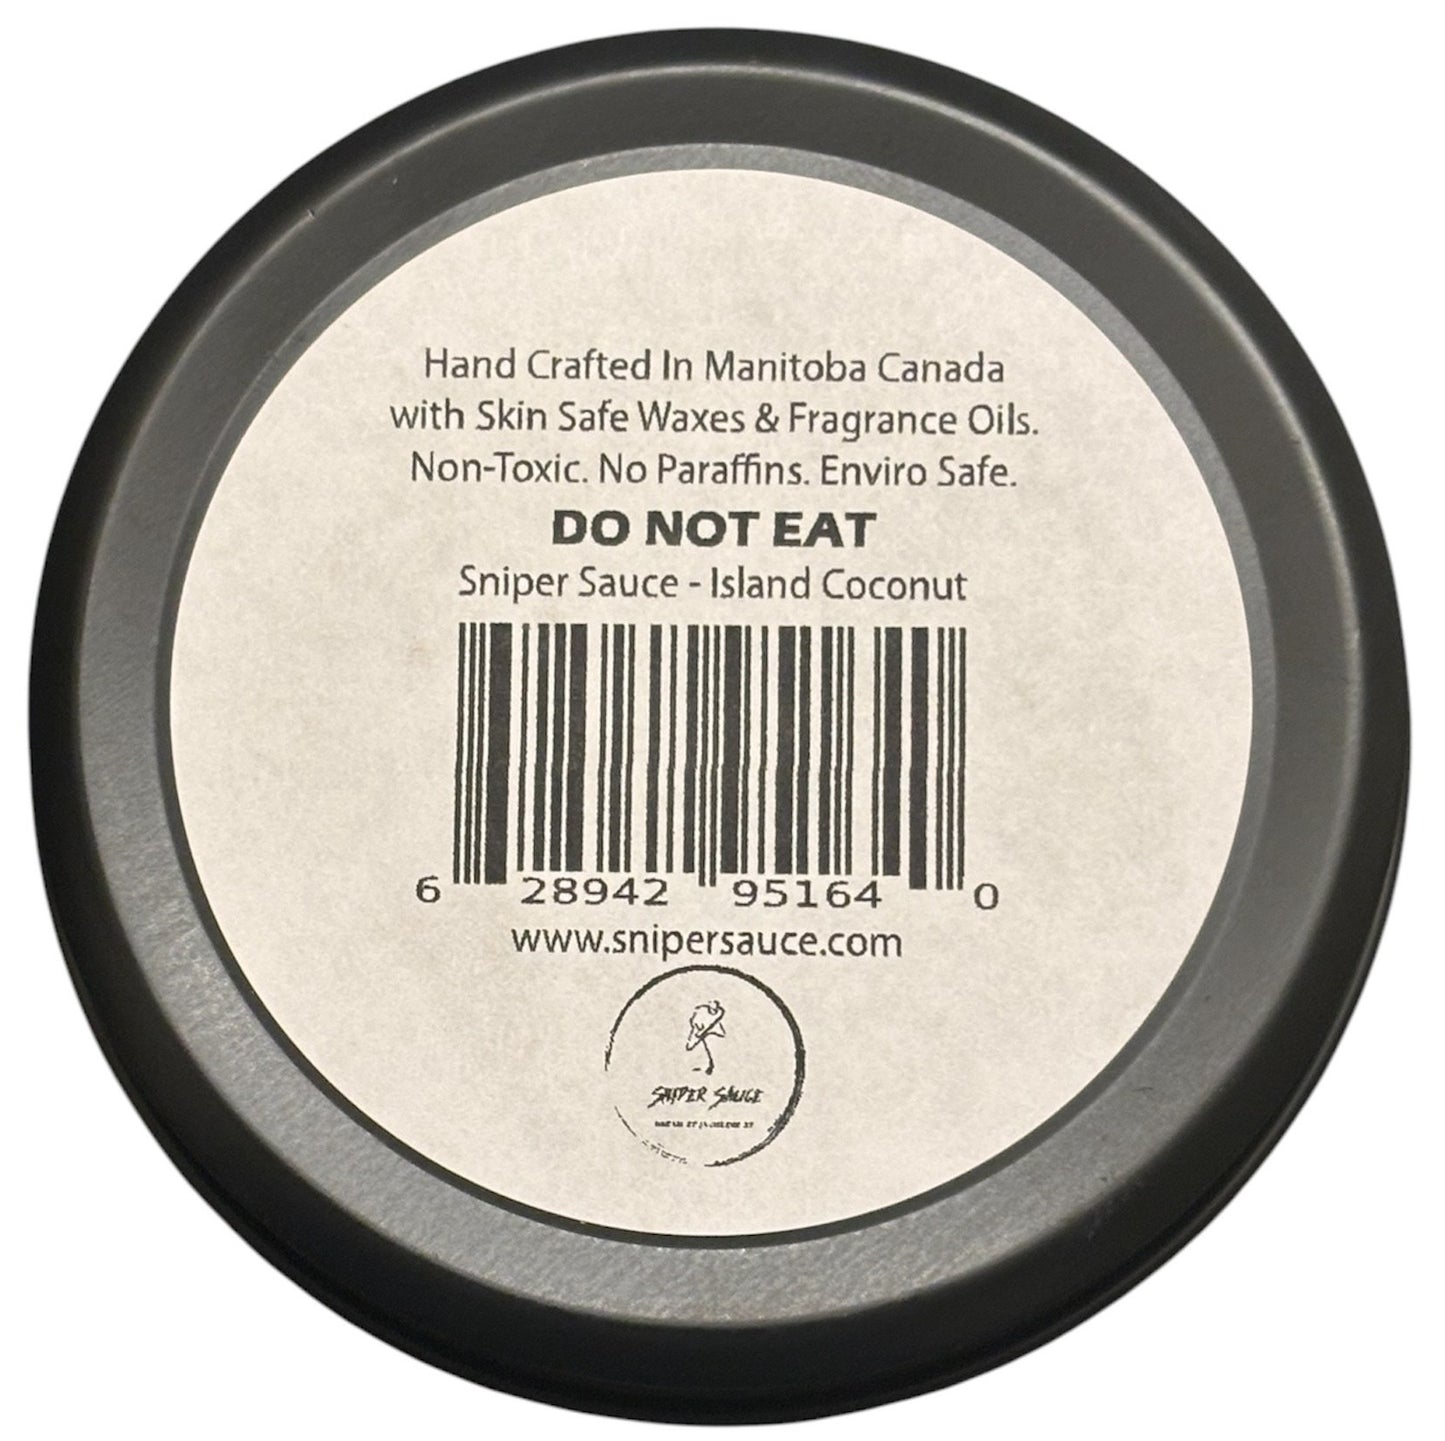 Hand Crafted In Manitoba Canada
with Skin Safe Waxes & Fragrance Oils.
Non-Toxic. No Paraffins. Enviro Safe.
DO NOT EAT
Sniper Sauce - Island Coconut
6 28942 95164 0
www.snipersauce.com
SNIPER SAUCE